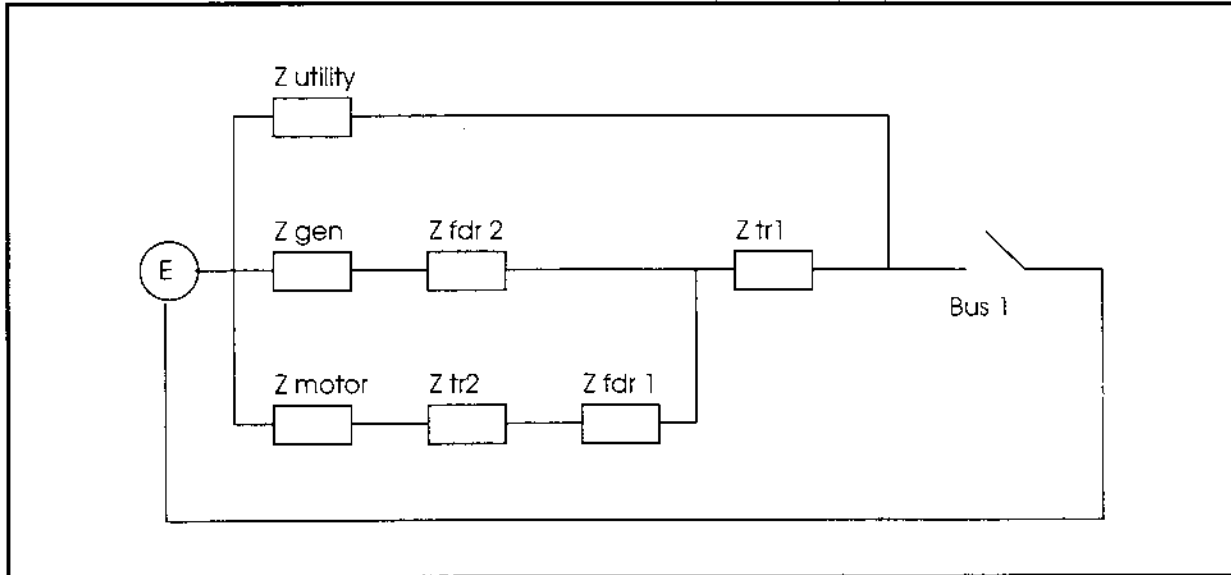 Z utility
Z gen
Z fdr 2
Z tr1
E
Bus 1
Z motor
Z tr2
Z fdr 1